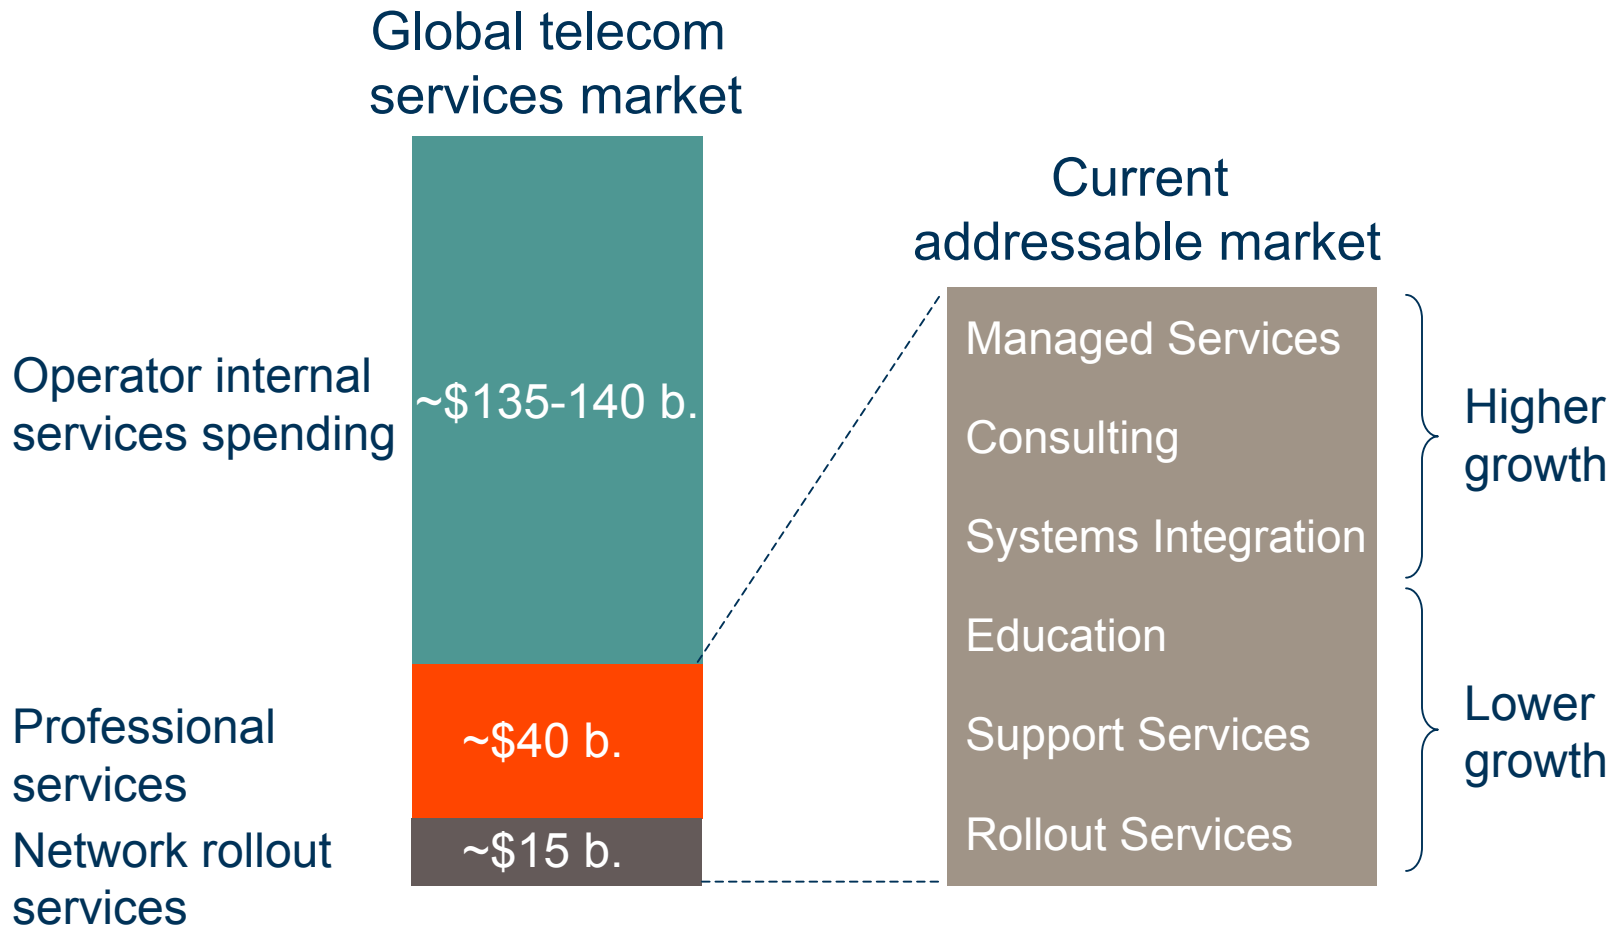 Global telecom
services market
Current
addressable market
Operator internal
services spending
~$135-140 b.
Professional
services
~$40 b.
Network rollout
services
~$15 b.
Managed Services
Consulting
Systems Integration
Education
Support Services
Rollout Services
Higher
growth
Lower
growth